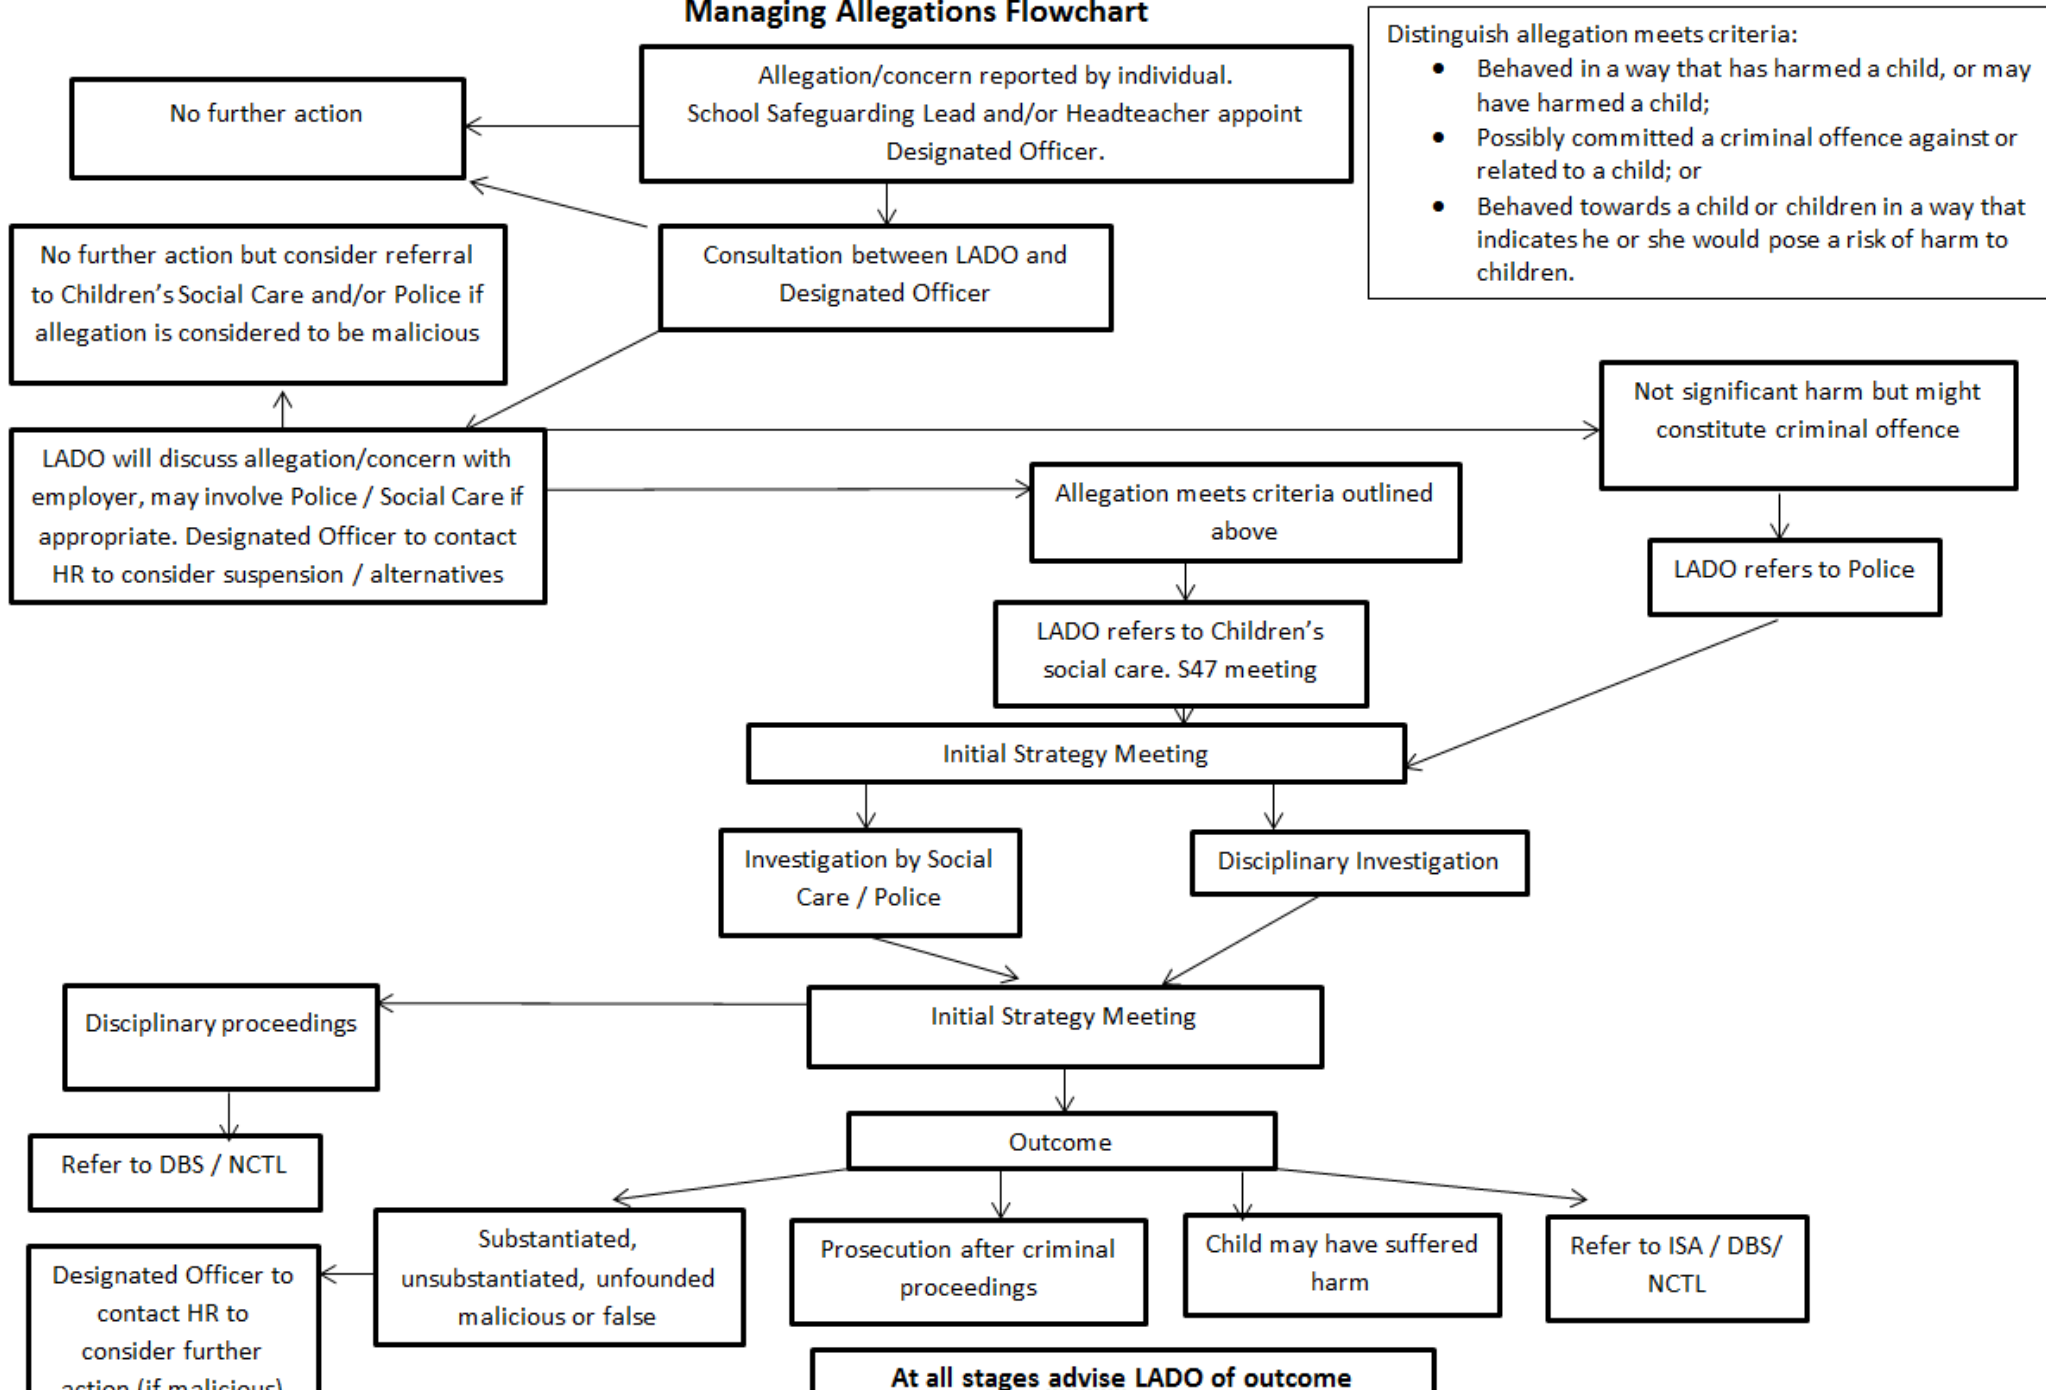 Managing Allegations Flowchart
Distinguish allegation meets criteria:
• Behaved in a way that has harmed a child, or may
have harmed a child;
• Possibly committed a criminal offence against or
related to a child; or
• Behaved towards a child or children in a way that
indicates he or she would pose a risk of harm to
children.
Allegation/concern reported by individual.
School Safeguarding Lead and/or Headteacher appoint
Designated Officer.
No further action
Consultation between LADO and
Designated Officer
No further action but consider referral
to Children’s Social Care and/or Police if
allegation is considered to be malicious
Not significant harm but might
constitute criminal offence
LADO will discuss allegation/concern with
employer, may involve Police / Social Care if
appropriate. Designated Officer to contact
HR to consider suspension / alternatives
Allegation meets criteria outlined
above
LADO refers to Police
LADO refers to Children’s
social care. S47 meeting
Initial Strategy Meeting
Investigation by Social
Care / Police
Disciplinary Investigation
Disciplinary proceedings
Initial Strategy Meeting
Refer to DBS / NCTL
Outcome
Substantiated,
unsubstantiated, unfounded
malicious or false
Prosecution after criminal
proceedings
Child may have suffered
harm
Refer to ISA / DBS/
NCTL
Designated Officer to
contact HR to
consider further
action (if malicious)
At all stages advise LADO of outcome